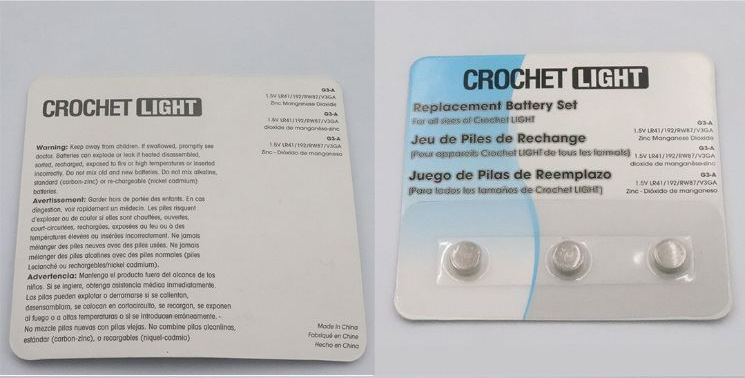 CROCHET LIGHT
G3-A
1.5V LR41/192/RW87/V3GA
Zinc Manganese Dioxide
G3-A
1.5V LR41/192/RW87/V3GA
dioxide de manganèse-zinc
G3-A
1.5V LR41/192/RW87/V3GA
Zinc - Dióxido de manganeso
Warning: Keep away from children. If swallowed, promptly see
doctor. Batteries can explode or leak if heated disassembled,
sorted, recharged, exposed to fire or high temperature or inserted
incorrectly. Do not mix old and new batteries. Do not mix alkaline,
standard (carbon-zinc) or re-chargeable (nickel cadmium)
batteries.
Avertissement: Garder hors de portée des enfants. En cas
d'ingestion, voir rapidement un médecin. Les piles risquent
d'exploser ou de couler si elles sont chauffées, ouvertes,
court-circuitées, rechargées, exposées au feu ou à des
températures élevées ou insérées incorrectement. Ne jamais
mélanger des piles neuves avec des piles usées. Ne jamais
mélanger des piles alcalines avec des piles normales (piles
Leclanché ou rechargebles/nickel cadmium).
Advertencia: Mantenga el producto fuera del alcance de los
niños. Si se ingiere, obtenga asistencia médica inmediatamente.
Las pilas pueden explotar o derramarse si se calientan,
desensamblam, se colocan en cortocircuito, se recargan, se exponen
al fuego o a altas temperaturas o si se introducen erróneamente. -
No mezcle pilas nuevas con pilas viejas. No combine pilas alcanlinas,
estándar (carbon-zinc), o recargables (niquel-cadmio)
Made in China
Fabriqué en Chine
Hecho en China
CROCHET LIGHT
Replacement Battery Set
For all sizes of Crochet LIGHT
G3-A
1.5V LR41/192/RW87/V3GA
Zinc Manganese Dioxide
Jeu de Piles de Rechange
(Pour appareils Crochet LIGHT de tous les formats)
G3-A
1.5V LR41/192/RW87/V3GA
dioxide de manganèse-zinc
Juego de Pilas de Reemplazo
(Para todos los tamaños de Crochet LIGHT)
G3-A
1.5V LR41/192/RW87/V3GA
Zinc - Dióxido de manganeso